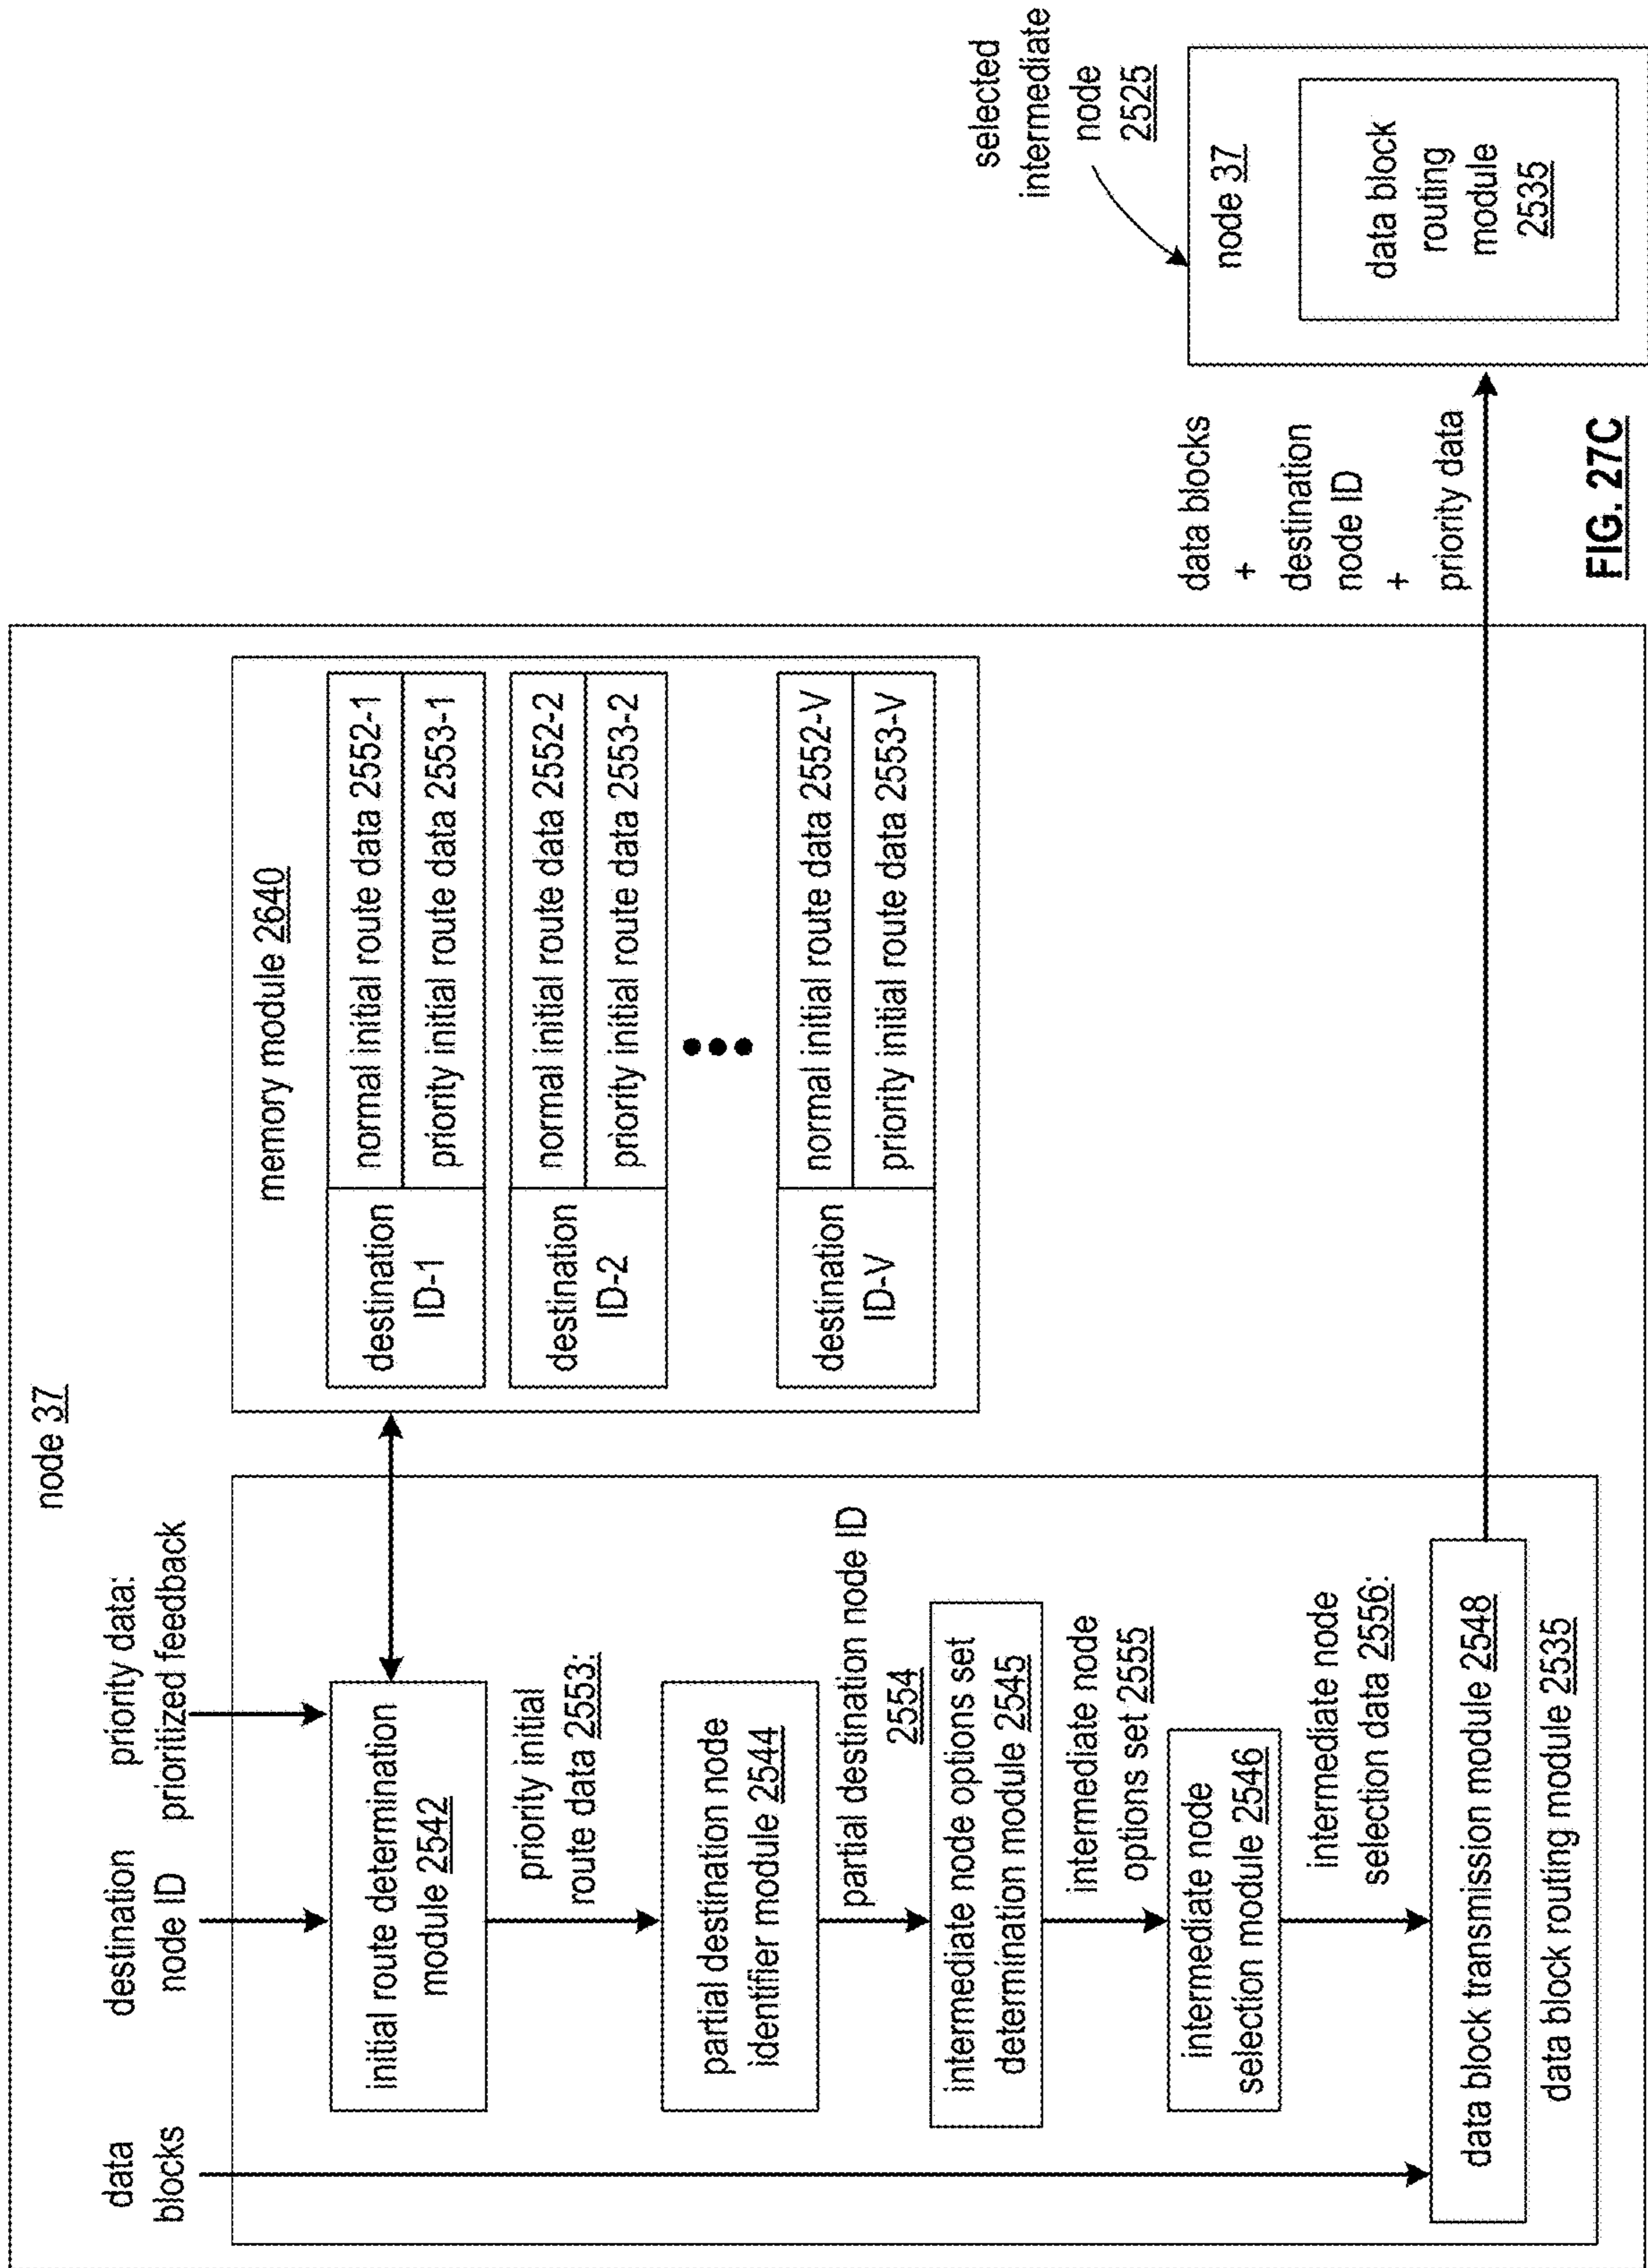 node 37
data
blocks
destination
node ID
priority data:
prioritized feedback
initial route determination
module 2542
priority initial
route data 2553:
partial destination node
identifier module 2544
partial destination node ID
2554
intermediate node options set
determination module 2545
intermediate node
options set 2555
intermediate node
selection module 2546
intermediate node
selection data 2556:
data block transmission module 2548
data block routing module 2535
memory module 2640
destination
ID-1
normal initial route data 2552-1
priority initial route data 2553-1
destination
ID-2
normal initial route data 2552-2
priority initial route data 2553-2
destination
ID-V
normal initial route data 2552-V
priority initial route data 2553-V
data blocks
+
destination
node ID
+
priority data
selected
intermediate
node
2525
node 37
data block
routing
module
2535
FIG. 27C